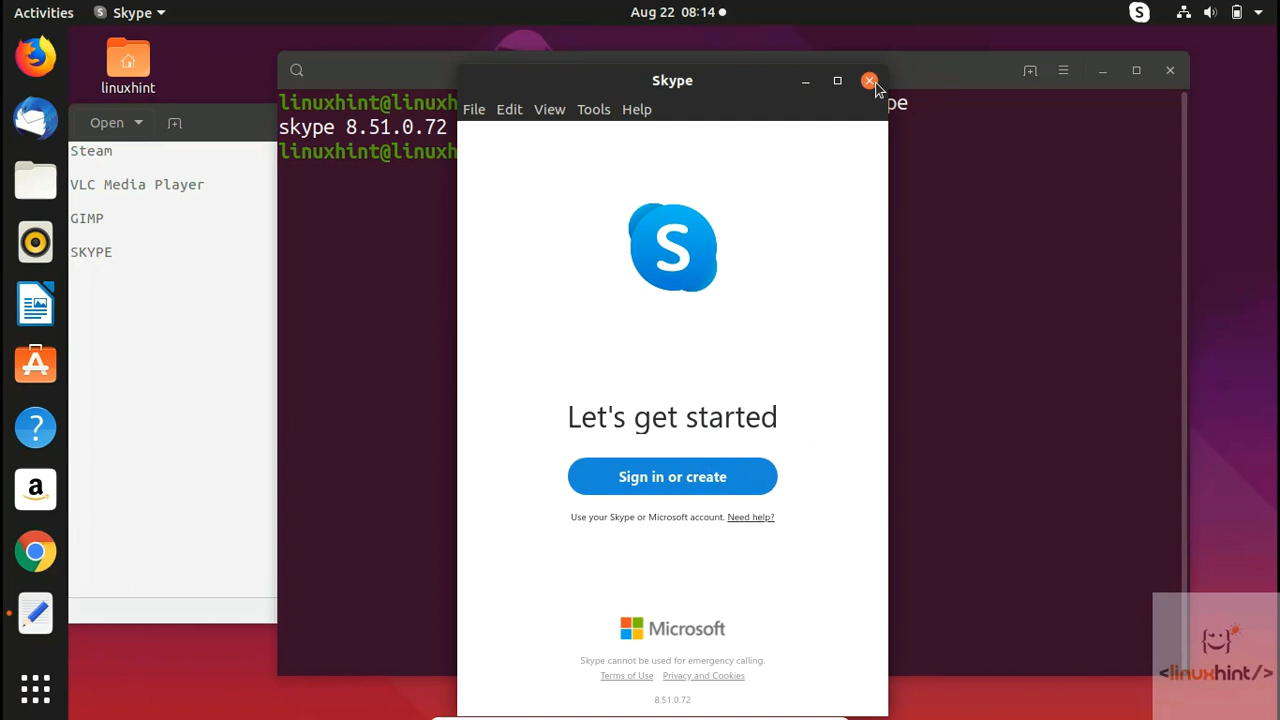 Activities
Skype
Aug 22 08:14
linuxhint
Open
Steam
VLC Media Player
GIMP
SKYPE
linuxhint@linuxh
pe
skype 8.51.0.72
linuxhint@linuxh
Skype
File Edit View Tools Help
S
Let's get started
Sign in or create
Use your Skype or Microsoft account. Need help?
Microsoft
Skype cannot be used for emergency calling.
Terms of Use Privacy and Cookies
8.51.0.72
<linuxhint/>